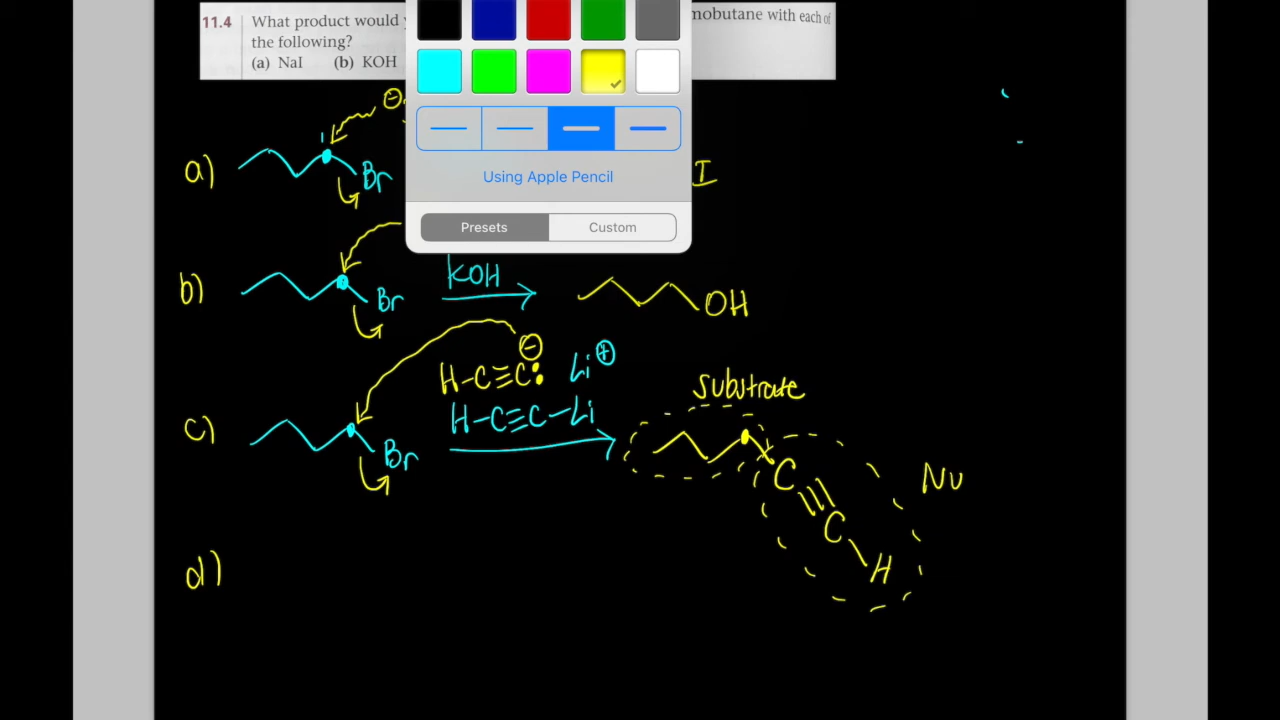 11.4 What product would
mobutane with each of
the following?
(a) NaI (b) KOH
⊖
a) Br
I
Using Apple Pencil
Presets Custom
b) Br KOH OH
⊖
H-C≡C: Li⊕
substrate
c) Br H-C≡C-Li
C≡C-H
Nu
d)